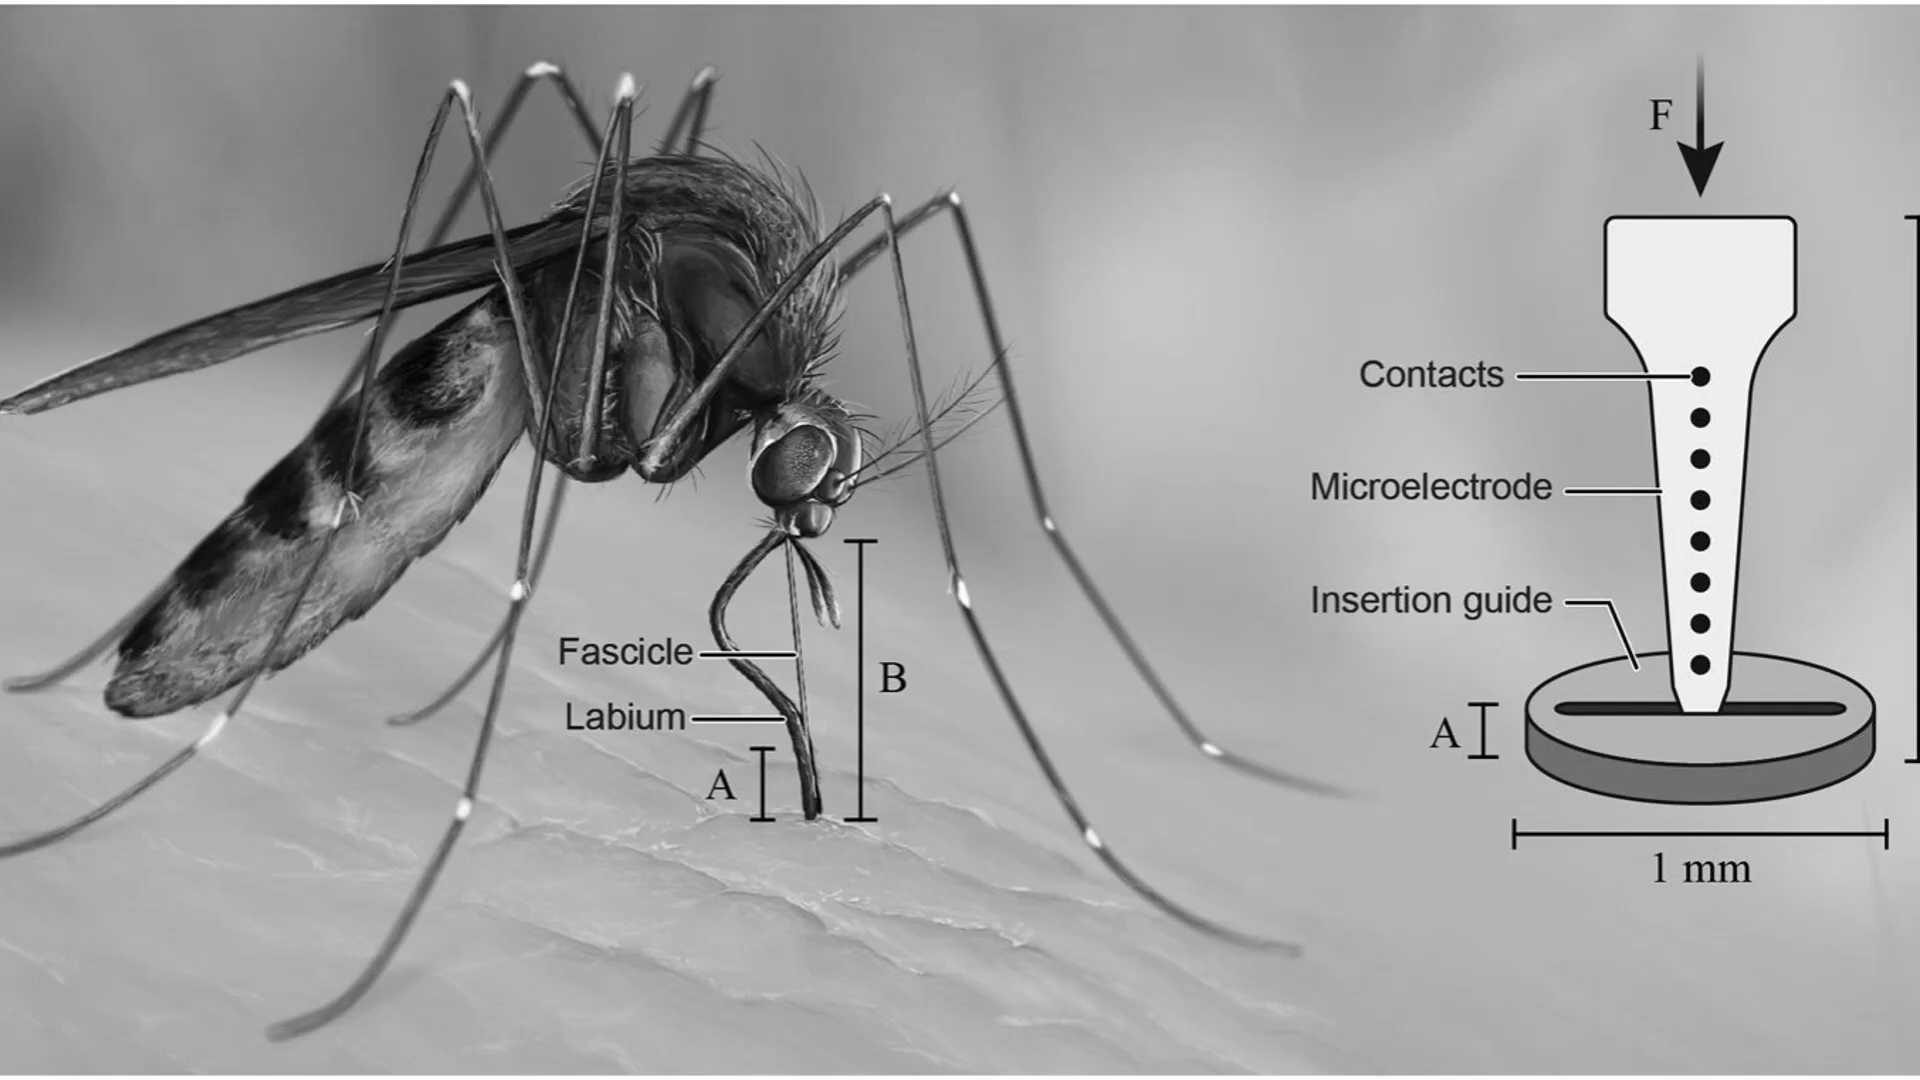 Fascicle
Labium
A
B
F
Contacts
Microelectrode
Insertion guide
A
1 mm